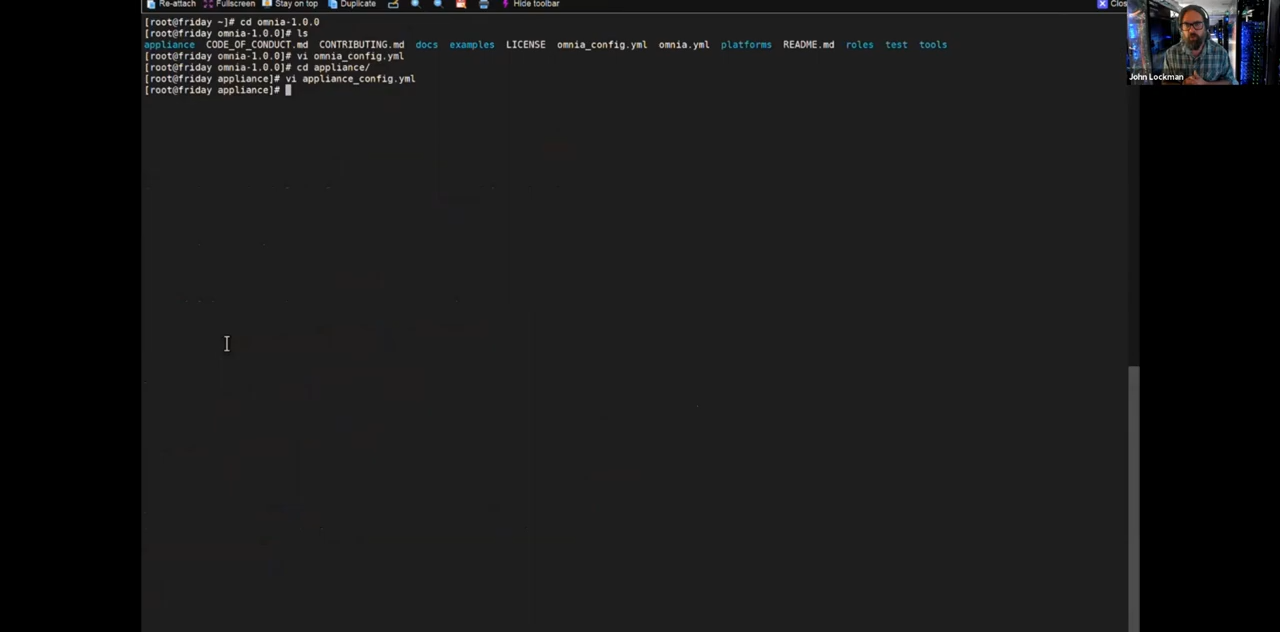 Re-attach Fullscreen Stay on top Duplicate Hide toolbar Clos
[root@friday ~]# cd omnia-1.0.0
[root@friday omnia-1.0.0]# ls
appliance CODE_OF_CONDUCT.md CONTRIBUTING.md docs examples LICENSE omnia_config.yml omnia.yml platforms README.md roles test tools
[root@friday omnia-1.0.0]# vi omnia_config.yml
[root@friday omnia-1.0.0]# cd appliance/
[root@friday appliance]# vi appliance_config.yml
[root@friday appliance]#
John Lockman